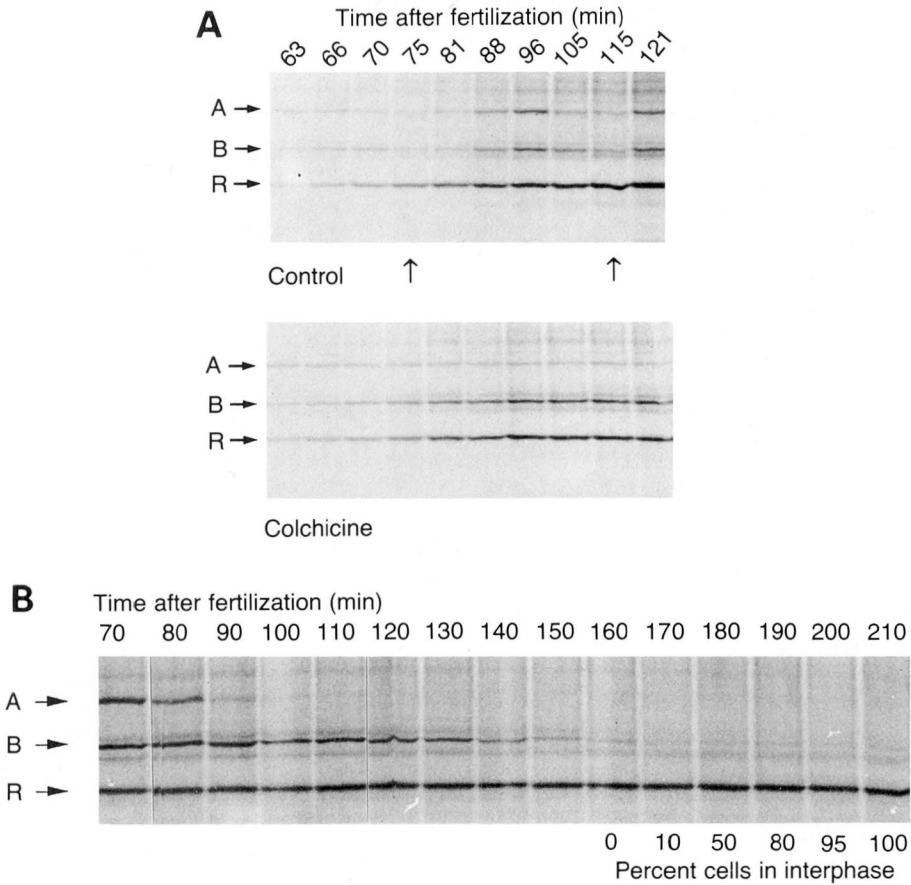 A
Time after fertilization (min)
63 66 70 75 81 88 96 105 115 121
A →
B →
R →
Control ↑ ↑
A →
B →
R →
Colchicine
B
Time after fertilization (min)
70 80 90 100 110 120 130 140 150 160 170 180 190 200 210
A →
B →
R →
0 10 50 80 95 100
Percent cells in interphase